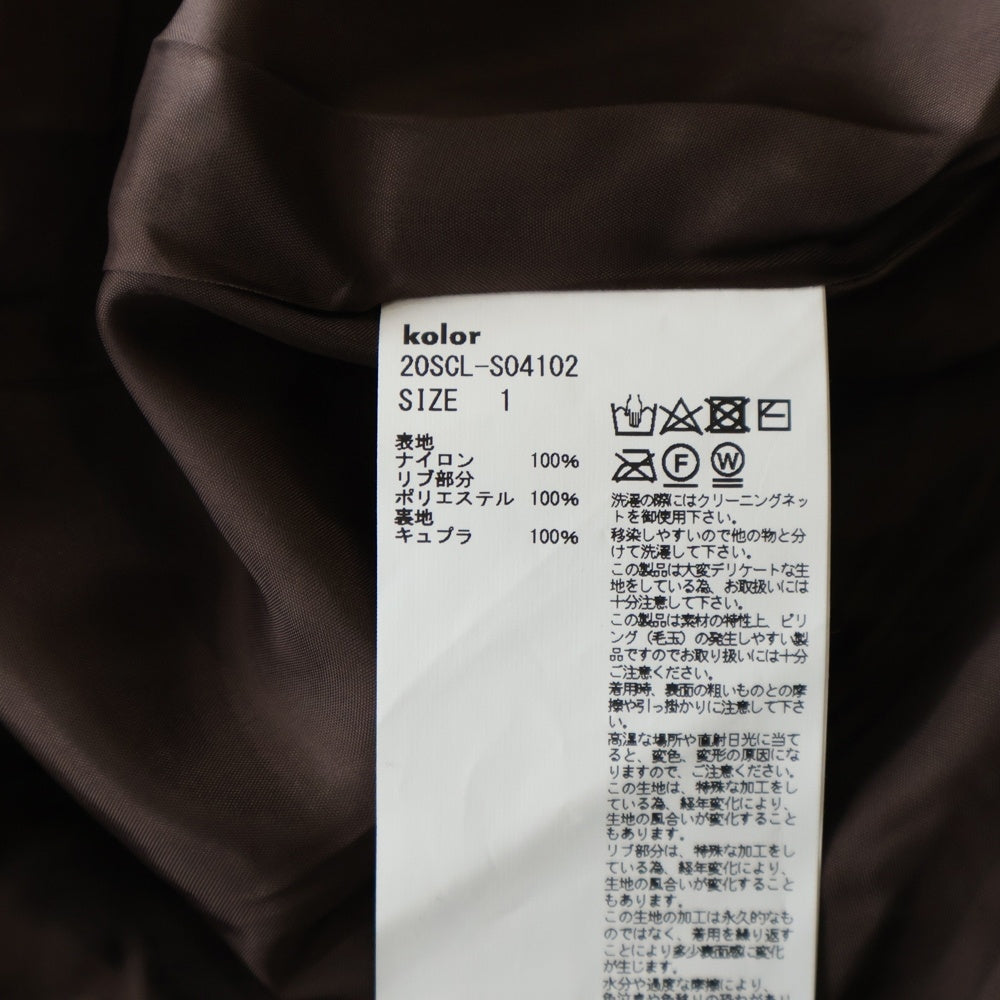 kolor
20SCL-S04102
SIZE 1
表地
ナイロン 100%
リブ部分
ポリエステル 100%
裏地
キュプラ 100%
F W
洗濯の際にはクリーニングネッ
トを御使用下さい。
移染しやすいので他の物と分
けて洗濯して下さい。
この製品は大変デリケートな生
地をしている為、お取扱いには
十分注意して下さい。
この製品は素材の特性上、ピリ
ング(毛玉)の発生しやすい製
品ですのでお取り扱いには十分
ご注意ください。
着用時、表面の粗いものとの摩
擦や引っ掛かりに注意して下さ
い。
高温な場所や直射日光に当て
ると、変色、変形の原因にな
りますので、ご注意ください。
この生地は、特殊な加工をし
ている為、経年変化により、
生地の風合いが変化すること
もあります。
リブ部分は、特殊な加工をし
ている為、経年変化により、
生地の風合いが変化すること
もあります。
この生地の加工は永久的なも
のではなく、着用を繰り返す
ことにより多少表面感に変化
が生じます。
水分や過度な摩擦により、